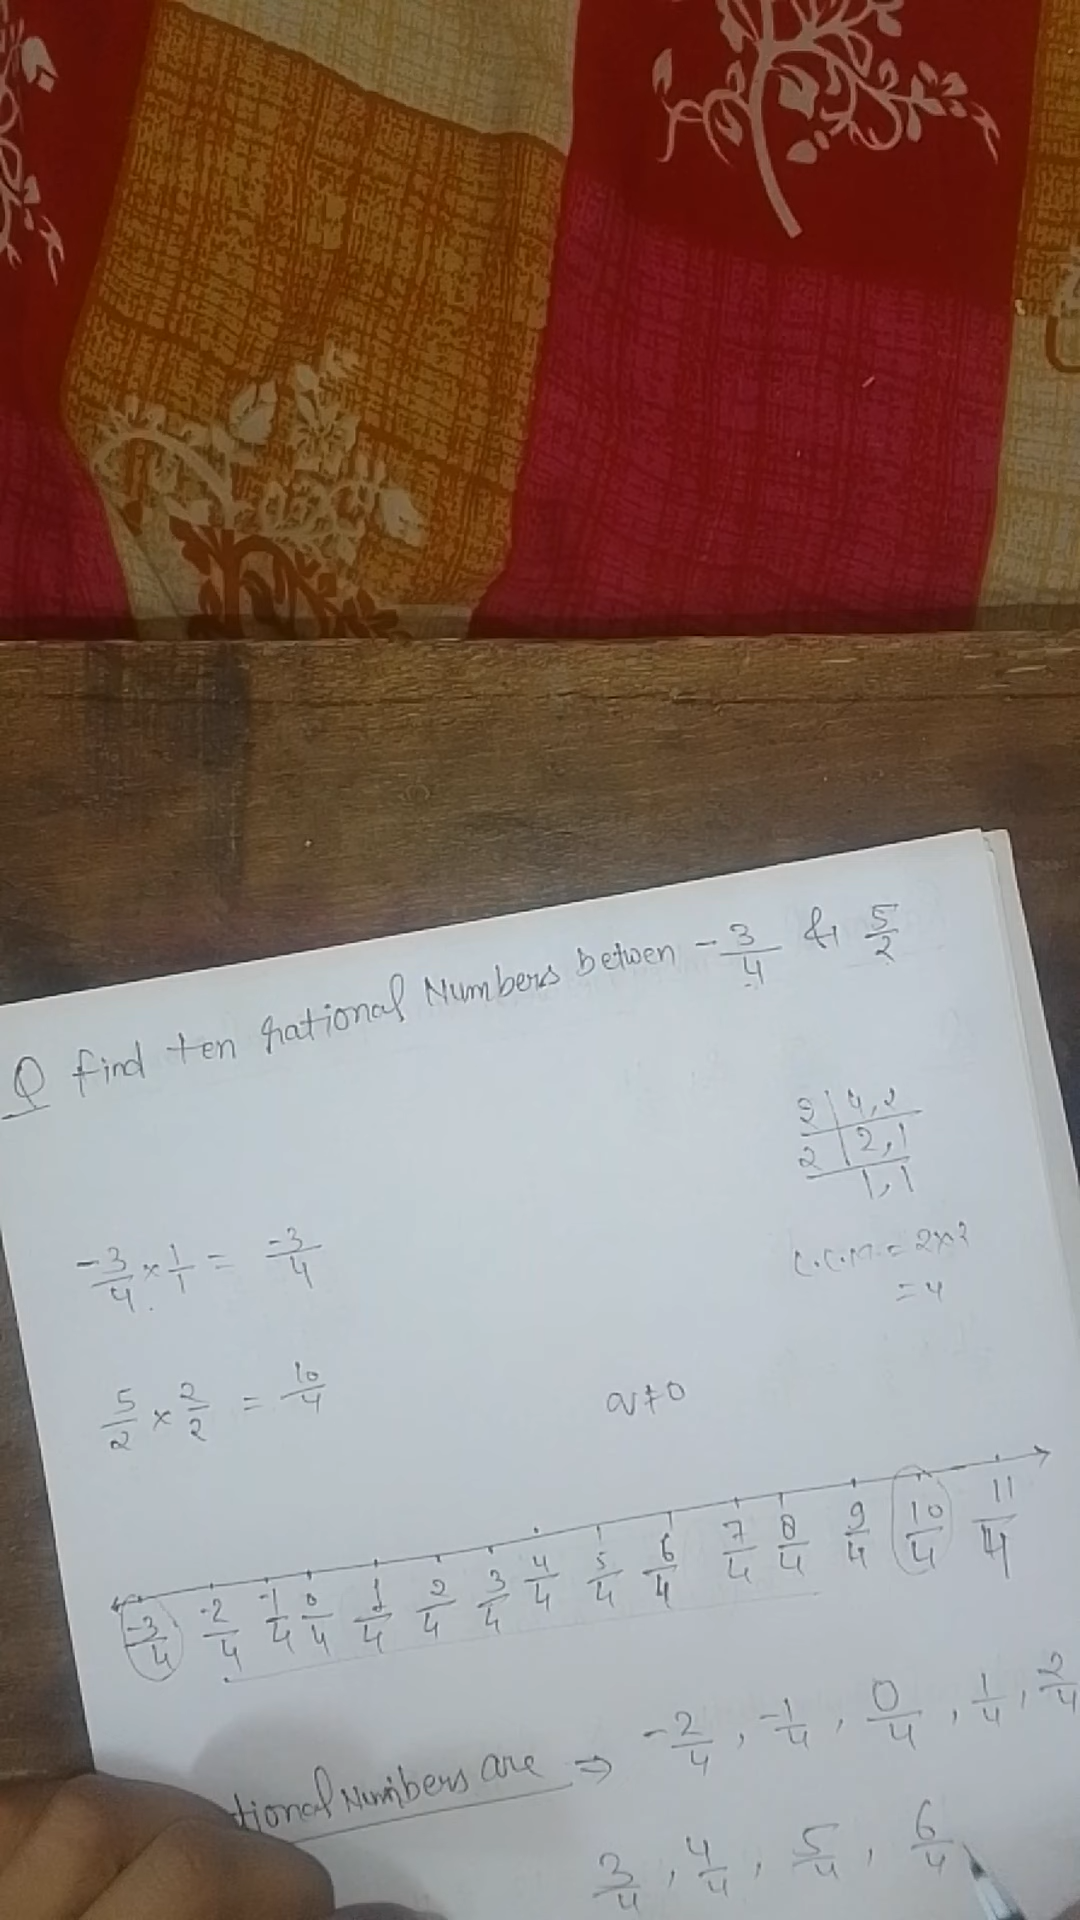 Q find ten rational Numbers betwen -3/4 & 5/2
2 | 4, 2
2 | 2, 1
1, 1
-3/4 × 1/1 = -3/4
L.C.M. = 2×2
= 4
5/2 × 2/2 = 10/4
≠0
-3/4 -2/4 -1/4 0/4 1/4 2/4 3/4 4/4 5/4 6/4 7/4 8/4 9/4 10/4 11/4
tional Numbers are ⇒ -2/4, -1/4, 0/4, 1/4, 2/4
3/4, 4/4, 5/4, 6/4